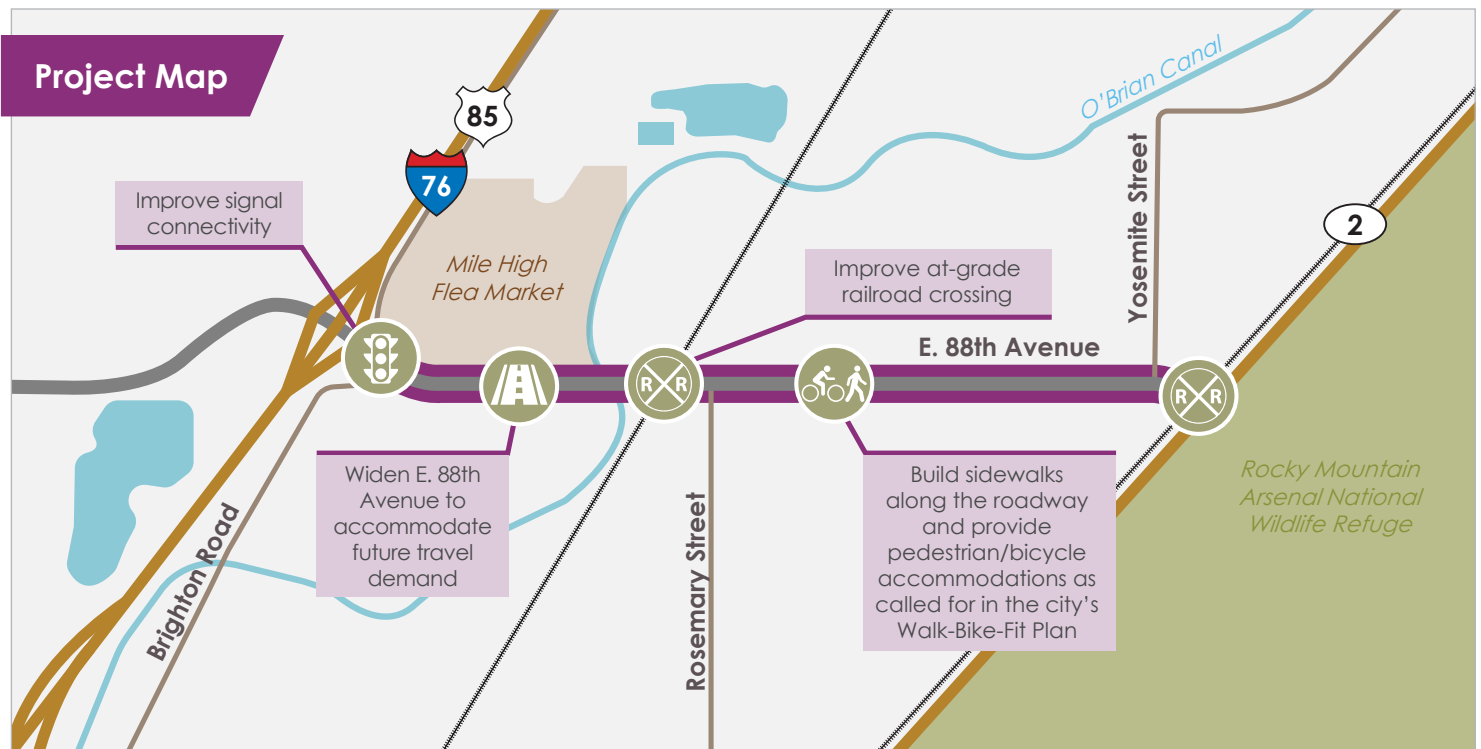 Project Map
85
76
O'Brian Canal
Improve signal
connectivity
Mile High
Flea Market
Improve at-grade
railroad crossing
Yosemite Street
2
E. 88th Avenue
R R
R R
Widen E. 88th
Avenue to
accommodate
future travel
demand
Build sidewalks
along the roadway
and provide
pedestrian/bicycle
accommodations as
called for in the city's
Walk-Bike-Fit Plan
Rocky Mountain
Arsenal National
Wildlife Refuge
Brighton Road
Rosemary Street